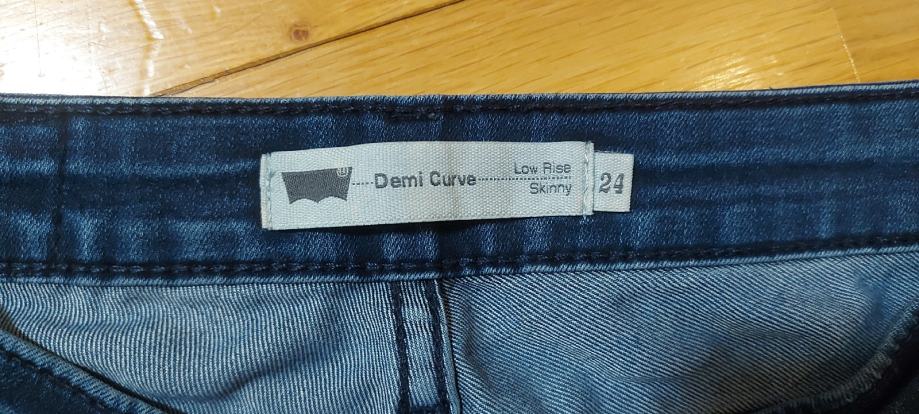 Demi Curve
Low Rise
Skinny
24